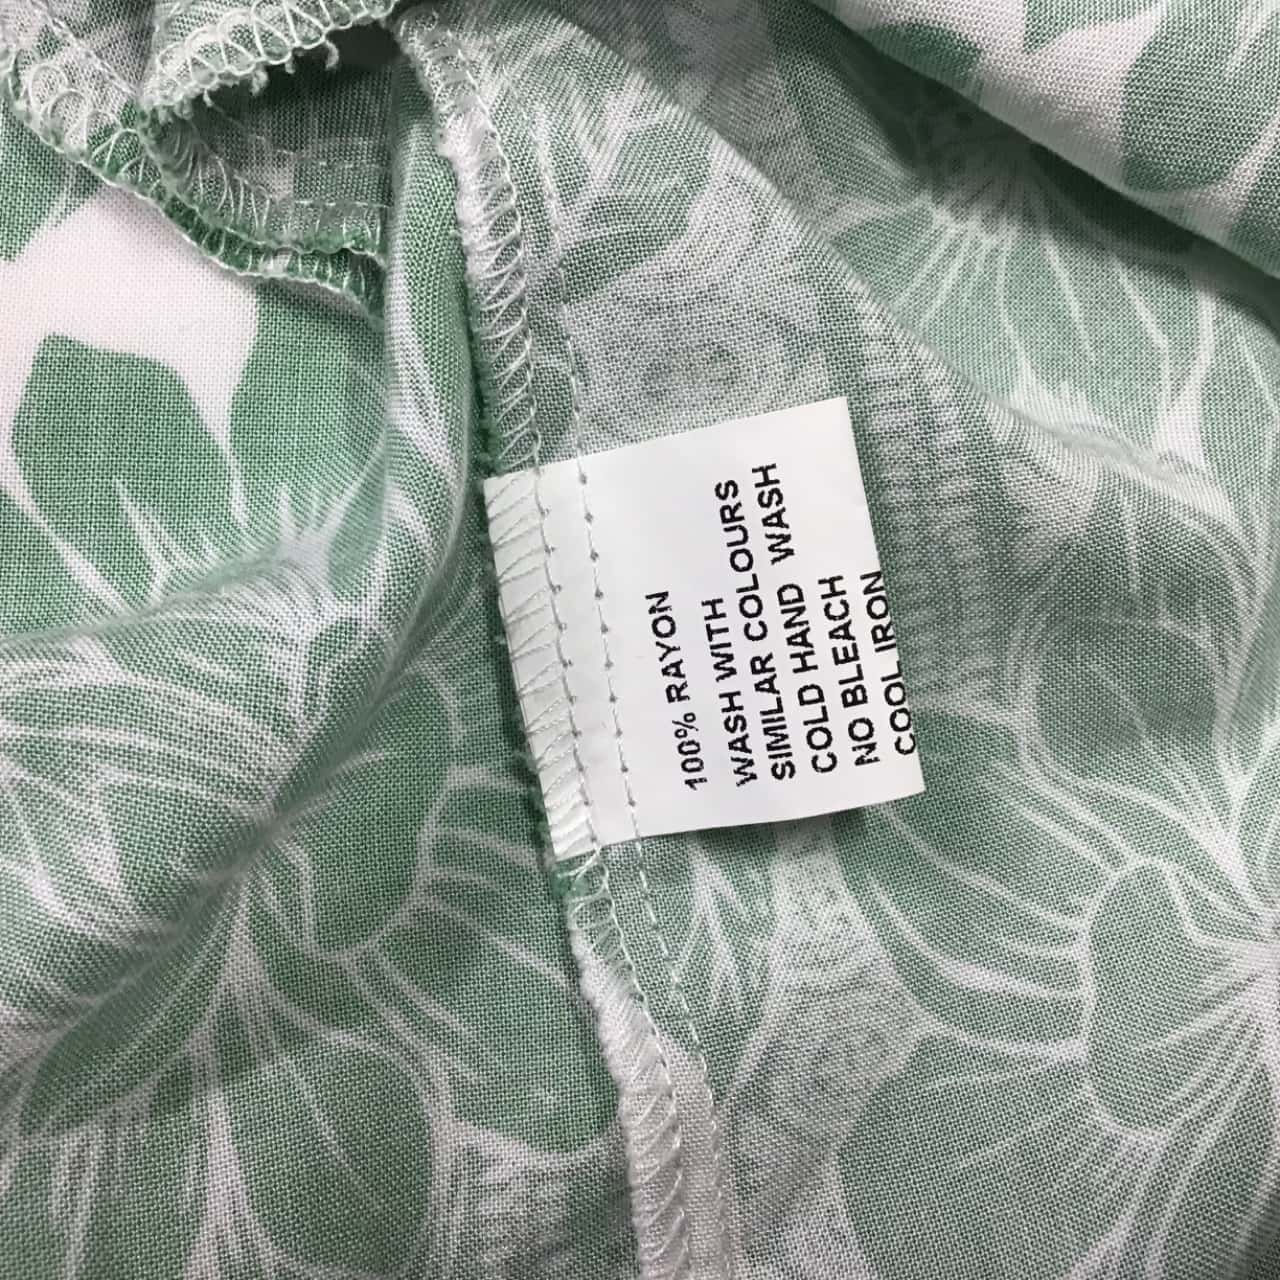 100% RAYON
WASH WITH
SIMILAR COLOURS
COLD HAND WASH
NO BLEACH
COOL IRON